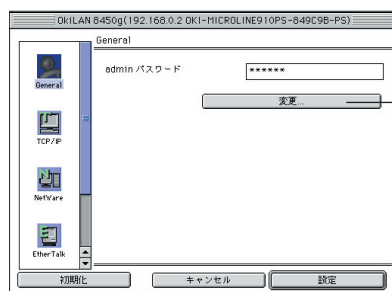 OkiLAN 8450g(192.168.0.2 OKI-MICROLINE910PS-849C9B-PS)
General
admin パスワード
******
変更...
General
TCP/IP
NetWare
EtherTalk
初期化
キャンセル
設定